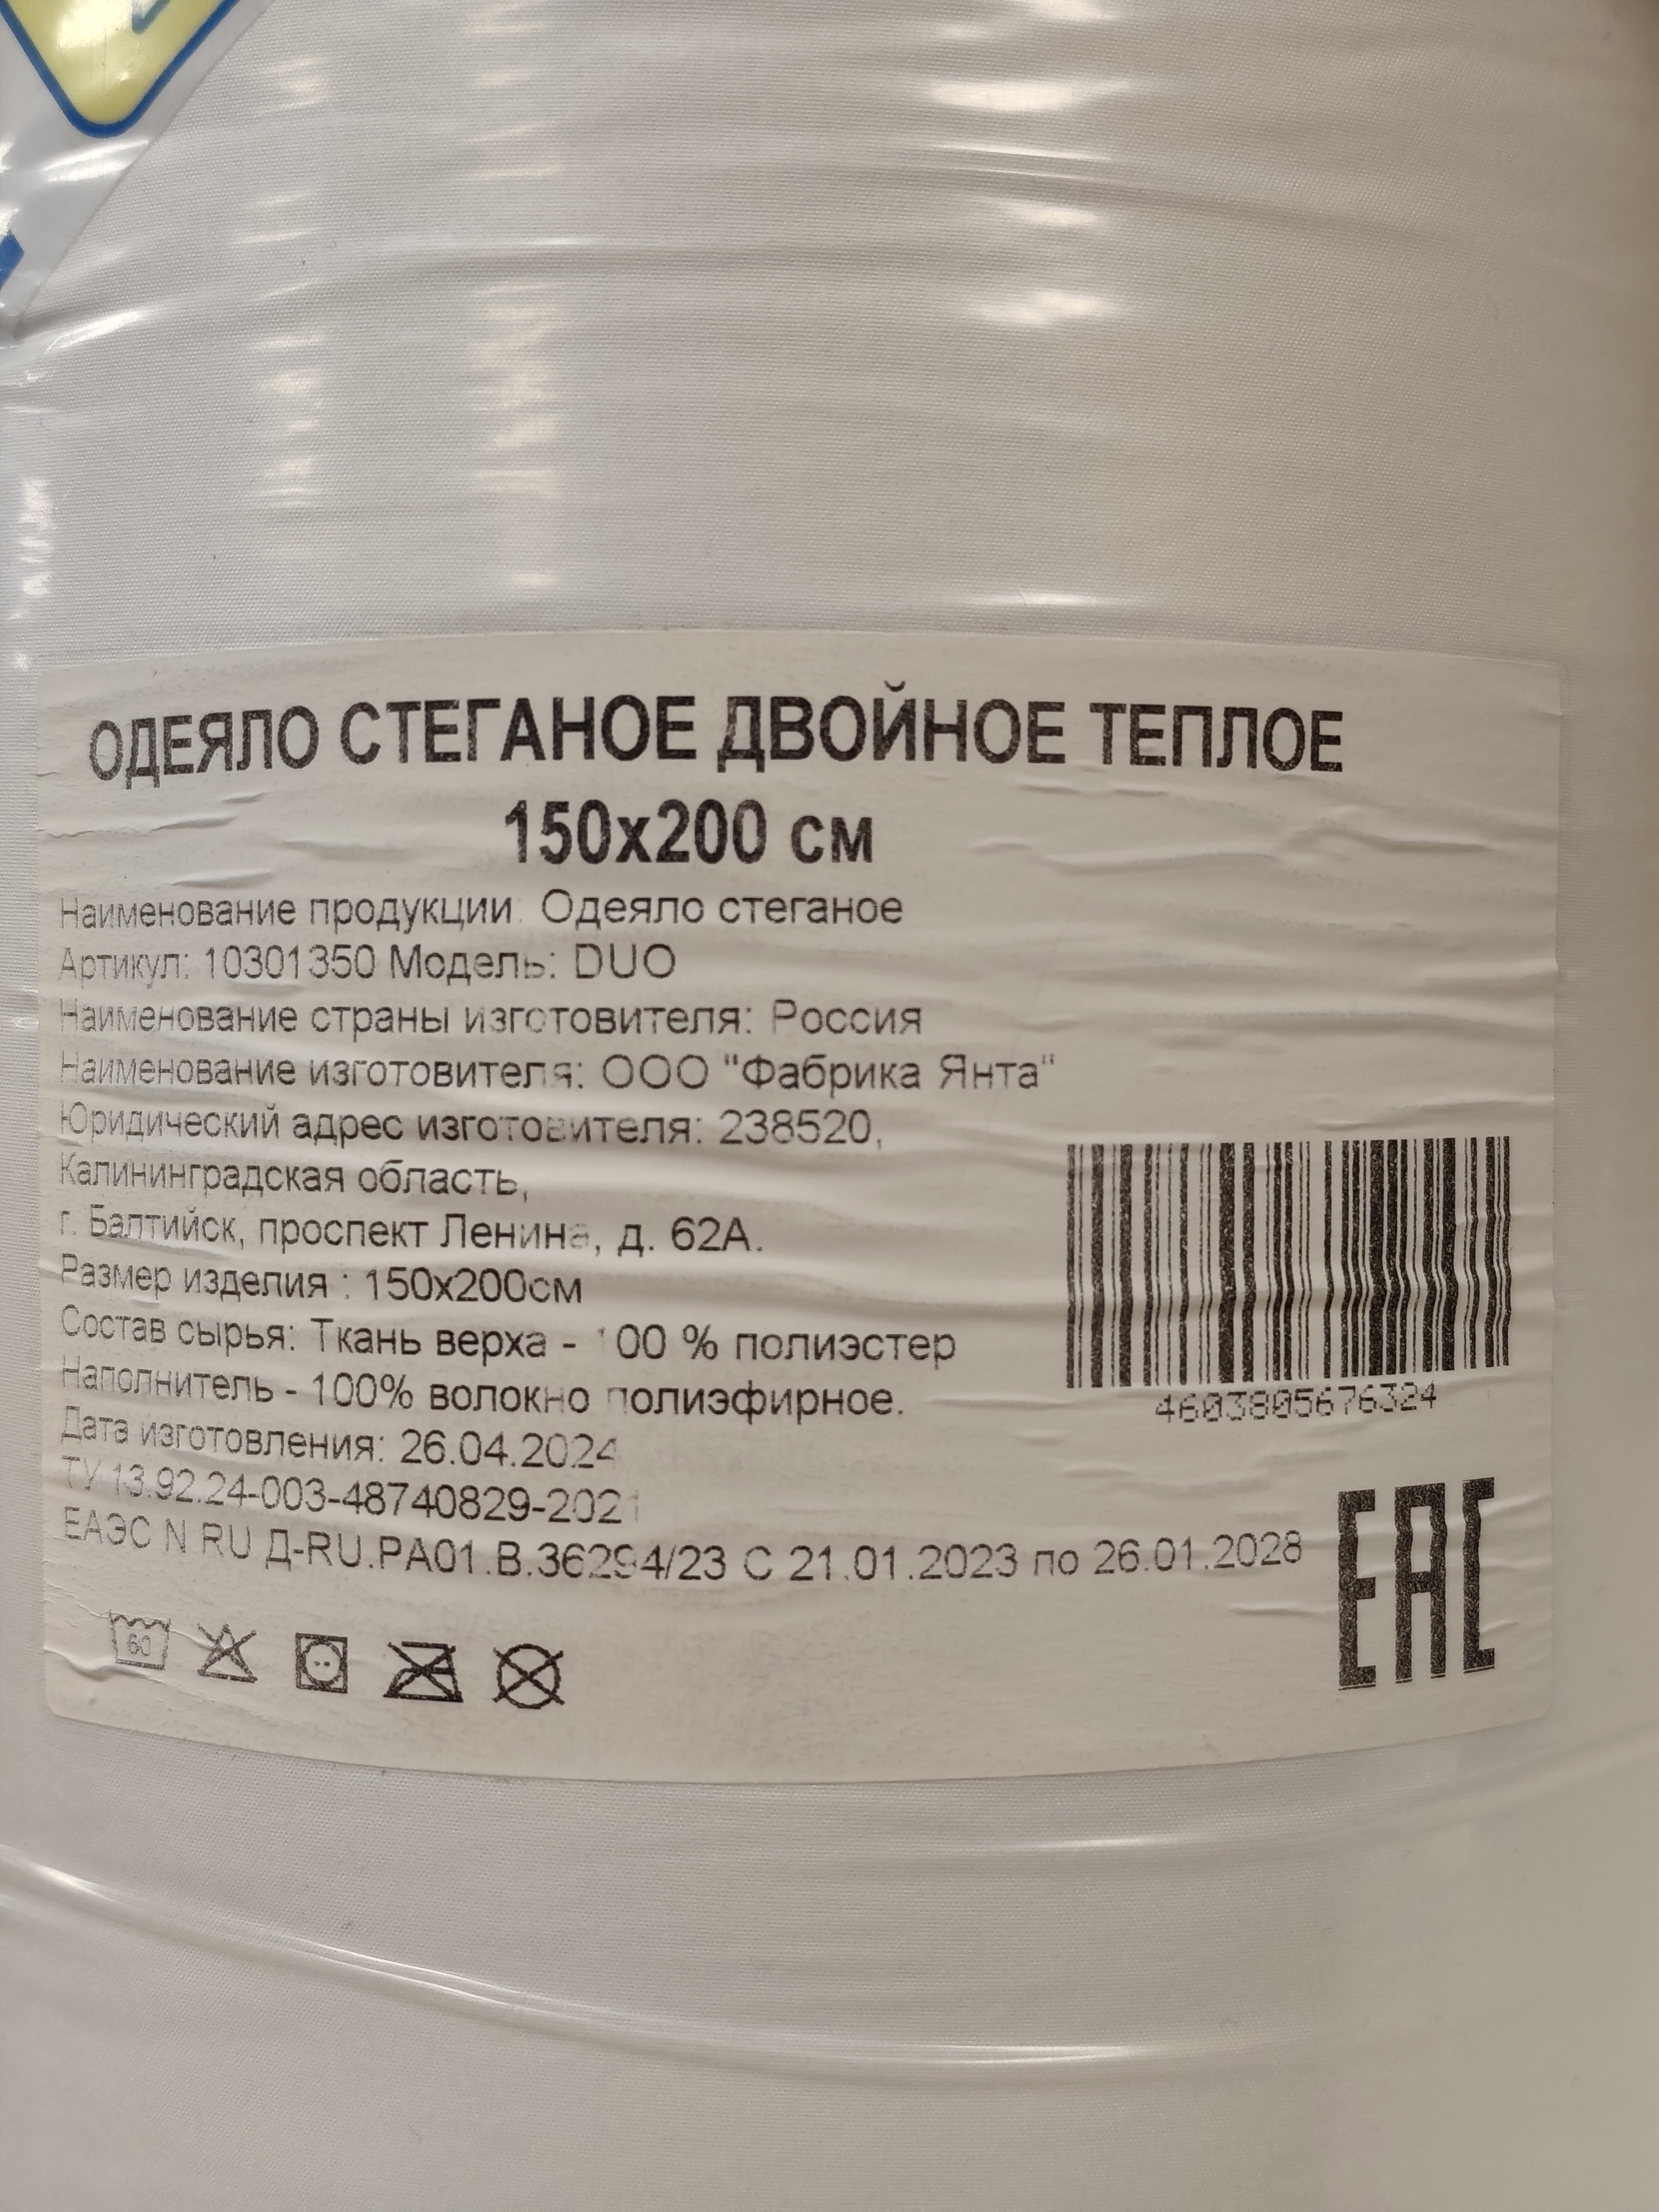 ОДЕЯЛО СТЕГАНОЕ ДВОЙНОЕ ТЕПЛОЕ
150х200 см
Наименование продукции: Одеяло стеганое
Артикул: 10301350 Модель: DUO
Наименование страны изготовителя: Россия
Наименование изготовителя: ООО "Фабрика Янта"
Юридический адрес изготовителя: 238520,
Калининградская область,
г. Балтийск, проспект Ленина, д. 62А.
Размер изделия : 150х200см
Состав сырья: Ткань верха - 100 % полиэстер
Наполнитель - 100% волокно полиэфирное.
Дата изготовления: 26.04.2024
ТУ 13.92.24-003-48740829-2021
ЕАЭС N RU Д-RU.РА01.В.36294/23 С 21.01.2023 по 26.01.2028
4603805676324
ЕАС
60